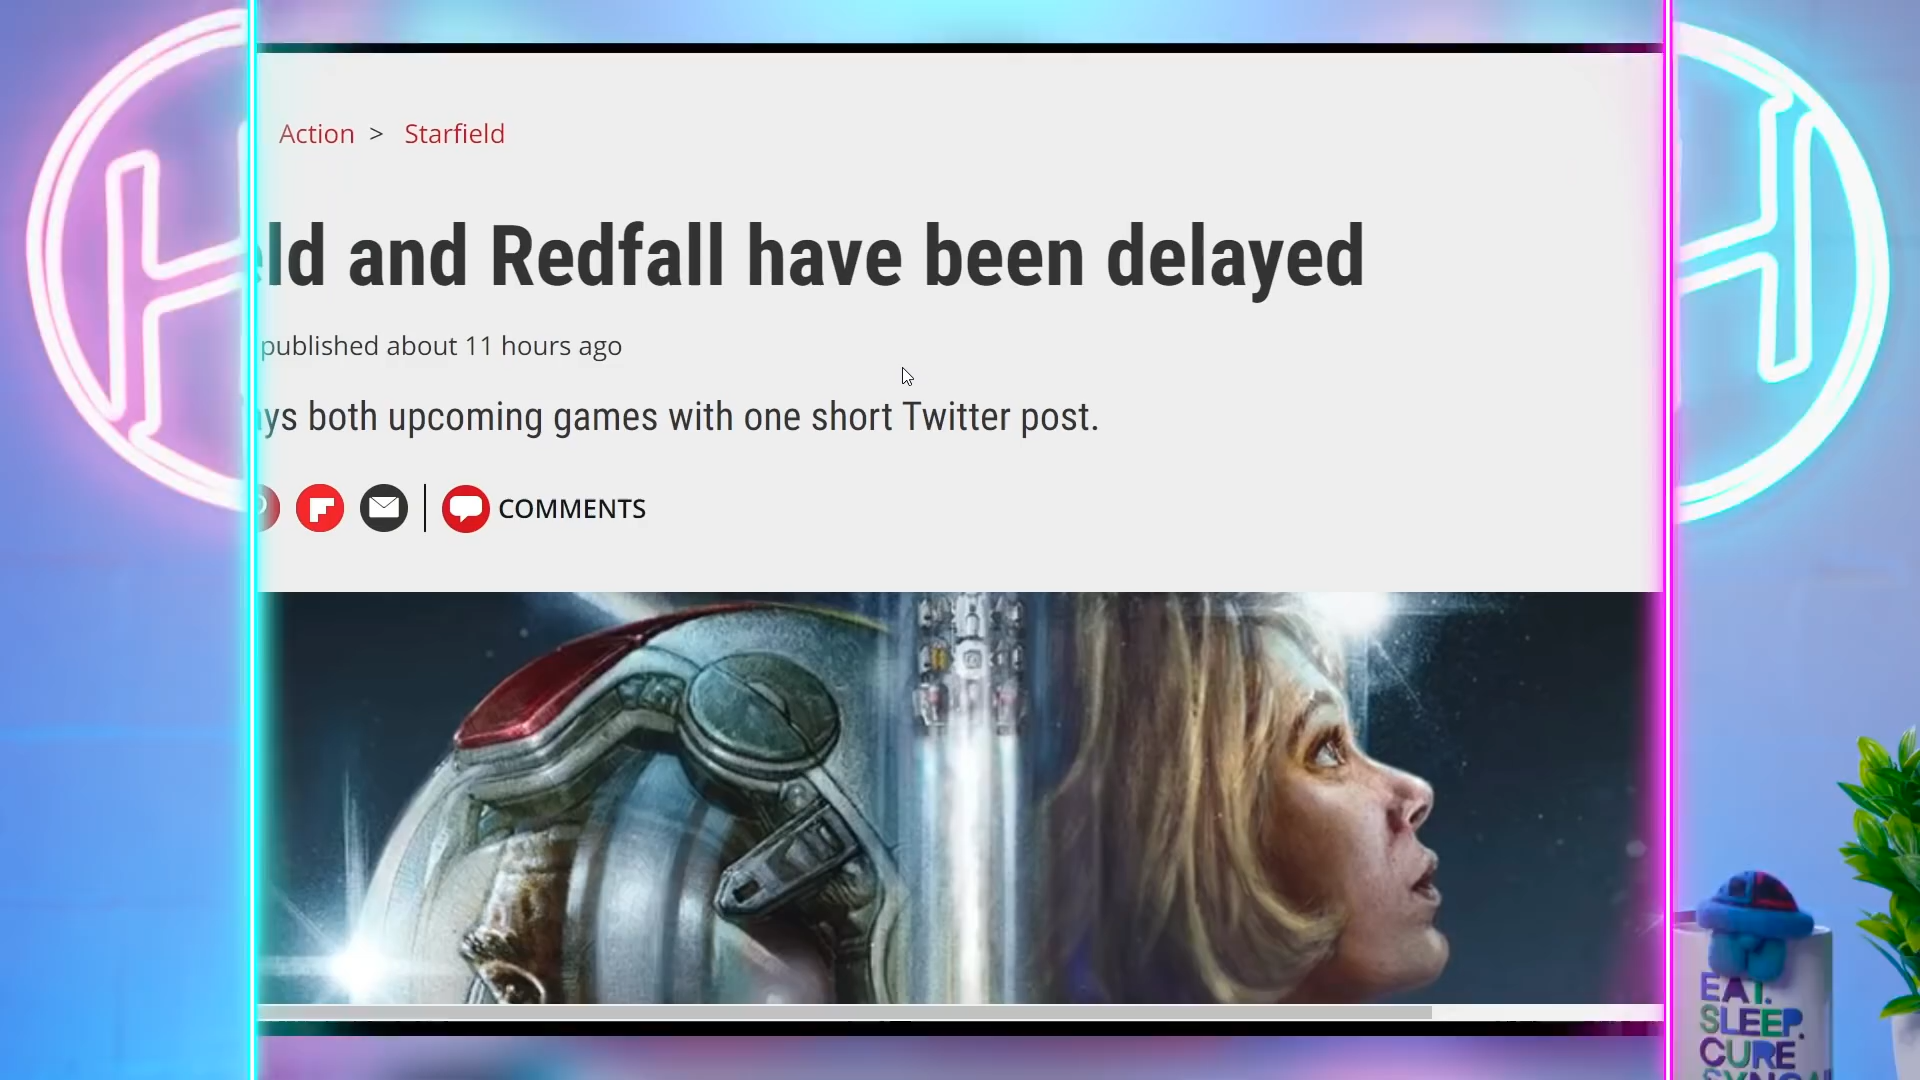 Action > Starfield
ld and Redfall have been delayed
published about 11 hours ago
ys both upcoming games with one short Twitter post.
COMMENTS
EAT.
SLEEP.
CURE